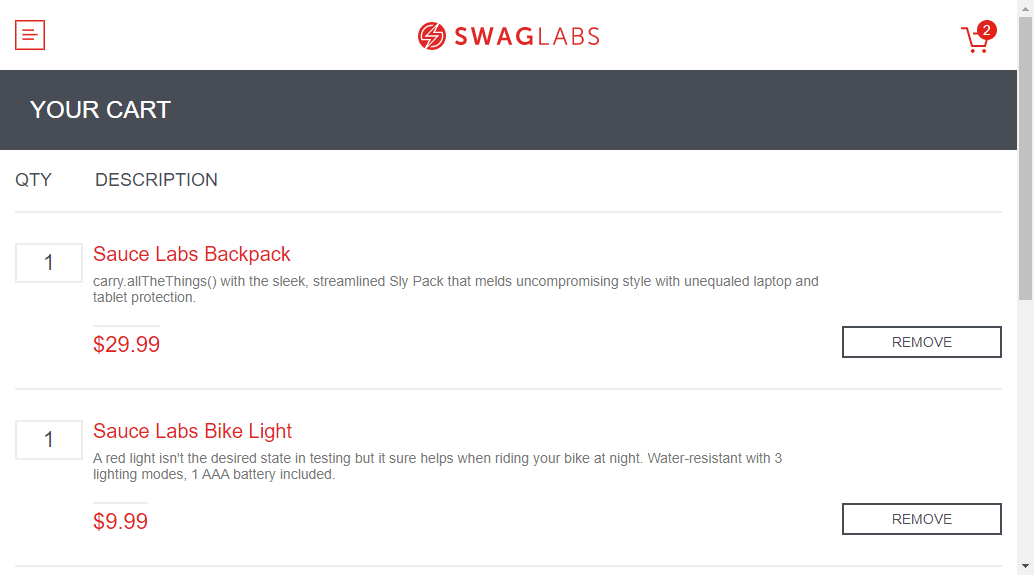 SWAGLABS
2
YOUR CART
QTY DESCRIPTION
1
Sauce Labs Backpack
carry.allTheThings() with the sleek, streamlined Sly Pack that melds uncompromising style with unequaled laptop and
tablet protection.
$29.99
REMOVE
1
Sauce Labs Bike Light
A red light isn't the desired state in testing but it sure helps when riding your bike at night. Water-resistant with 3
lighting modes, 1 AAA battery included.
$9.99
REMOVE